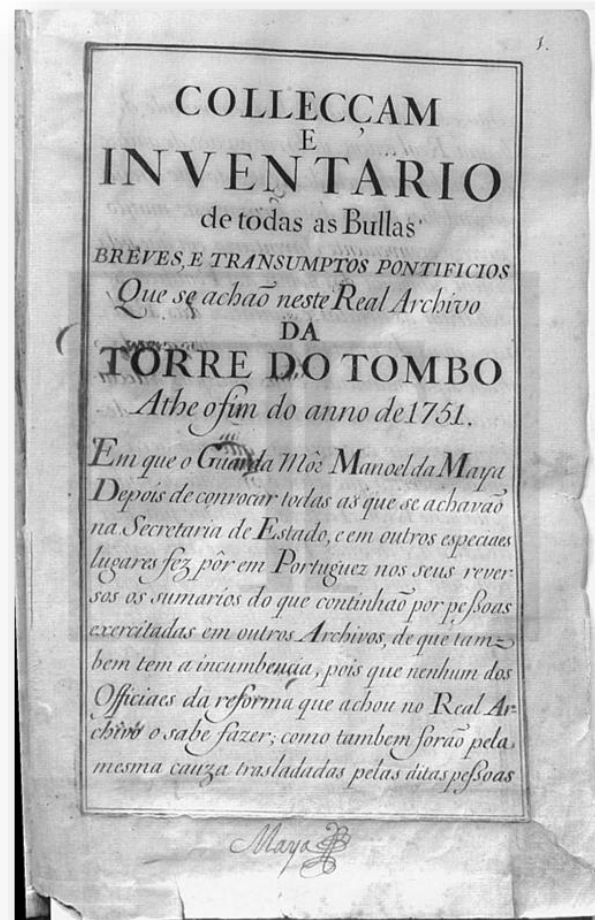 1.
COLLECÇAM
E
INVENTARIO
de todas as Bullas
BREVES, E TRANSUMPTOS PONTIFICIOS
Que se achaõ neste Real Archivo
DA
TORRE DO TOMBO
Athe o fim do anno de 1751.
Em que o Guarda Mór Manoel da Maya
Depois de convocar todas as que se achavaõ
na Secretaria de Estado, e em outros especiaes
lugares fez pôr em Portuguez nos seus rever-
sos os sumarios do que continhaõ por peſsoas
exercitadas em outros Archivos, de que tam=
bem tem a incumbencia, pois que nenhum dos
Officiaes da reforma que achou no Real Ar-
chivo o sabe fazer; como tambem foraõ pela
mesma cauza trasladadas pelas ditas peſsoas
Maya